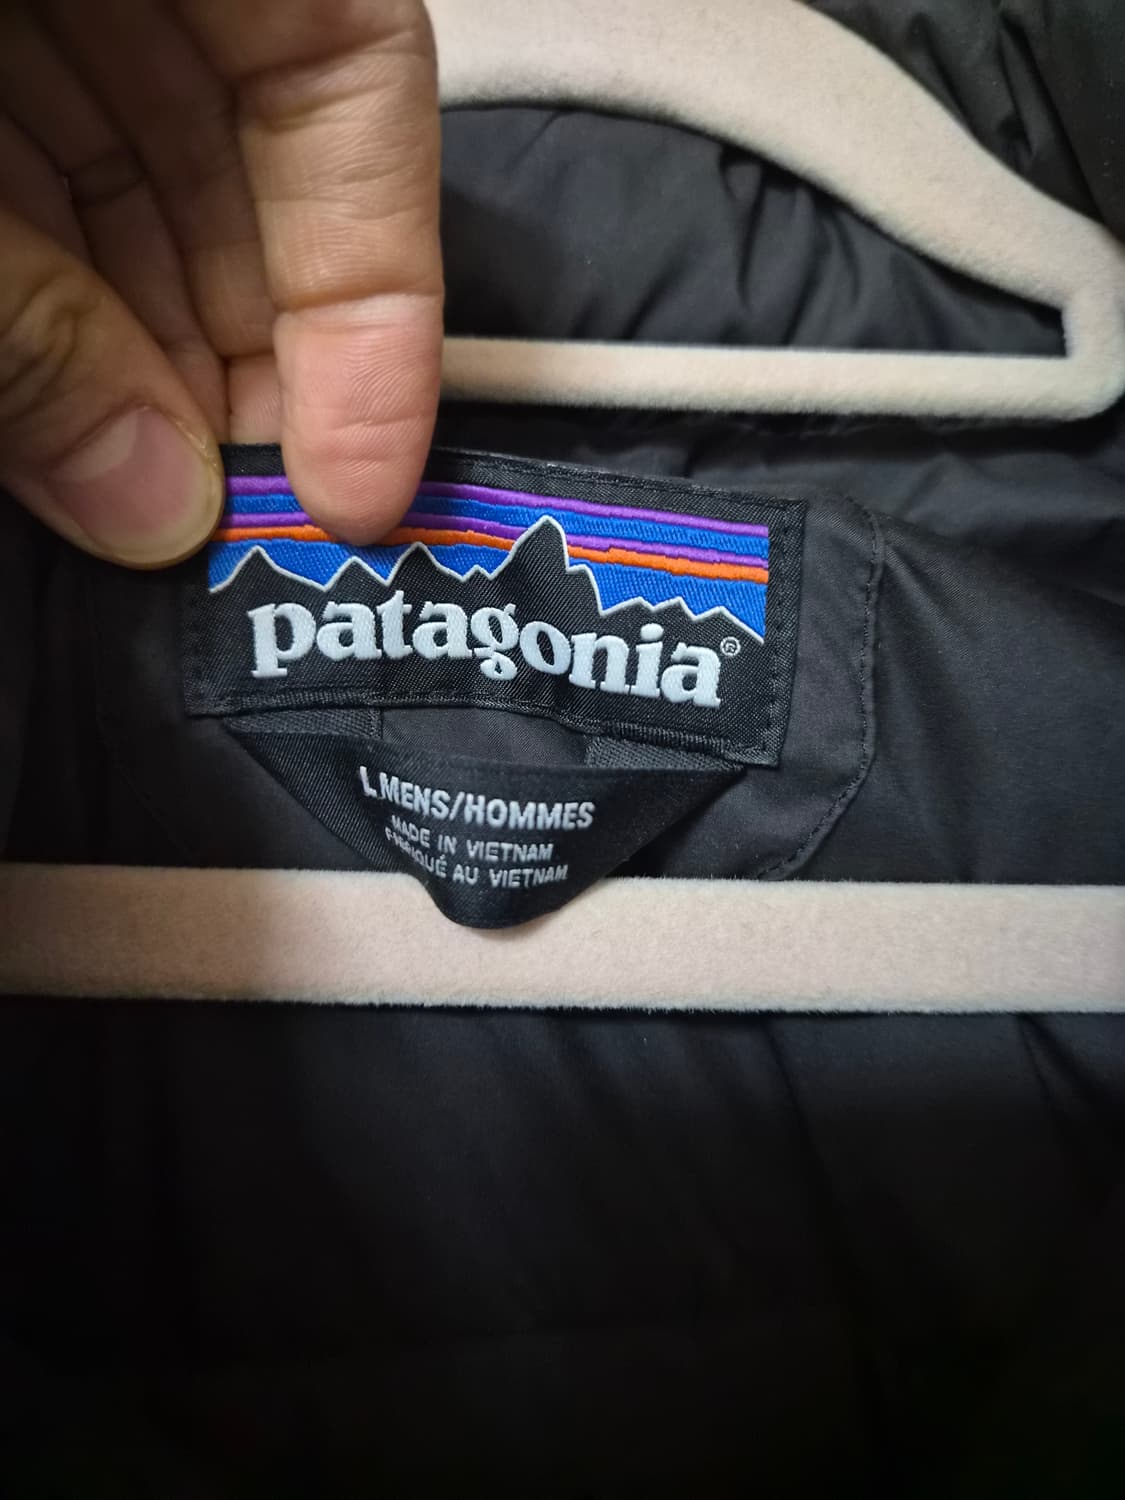 patagonia®
L MENS/HOMMES
MADE IN VIETNAM
FABRIQUÉ AU VIETNAM